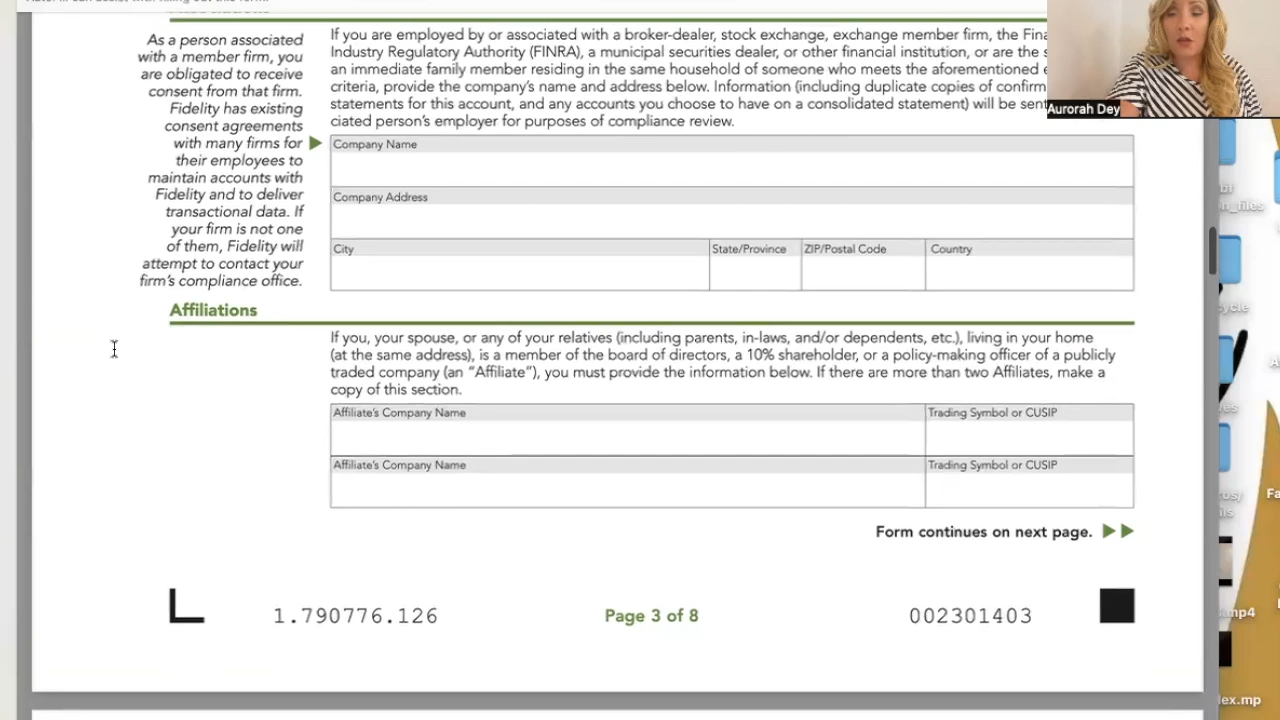 As a person associated
with a member firm, you
are obligated to receive
consent from that firm.
Fidelity has existing
consent agreements
with many firms for
their employees to
maintain accounts with
Fidelity and to deliver
transactional data. If
your firm is not one
of them, Fidelity will
attempt to contact your
firm's compliance office.
If you are employed by or associated with a broker-dealer, stock exchange, exchange member firm, the
Industry Regulatory Authority (FINRA), a municipal securities dealer, or other financial institution, or are the
an immediate family member residing in the same household of someone who meets the aforementioned
criteria, provide the company's name and address below. Information (including duplicate copies of
statements for this account, and any accounts you choose to have on a consolidated statement) will be
ciated person's employer for purposes of compliance review.
Company Name
Company Address
City State/Province ZIP/Postal Code Country
Affiliations
If you, your spouse, or any of your relatives (including parents, in-laws, and/or dependents, etc.), living in your home
(at the same address), is a member of the board of directors, a 10% shareholder, or a policy-making officer of a publicly
traded company (an “Affiliate”), you must provide the information below. If there are more than two Affiliates, make a
copy of this section.
Affiliate's Company Name Trading Symbol or CUSIP
Affiliate's Company Name Trading Symbol or CUSIP
Form continues on next page.
1.790776.126 Page 3 of 8 002301403
Aurorah Dey
.mp4